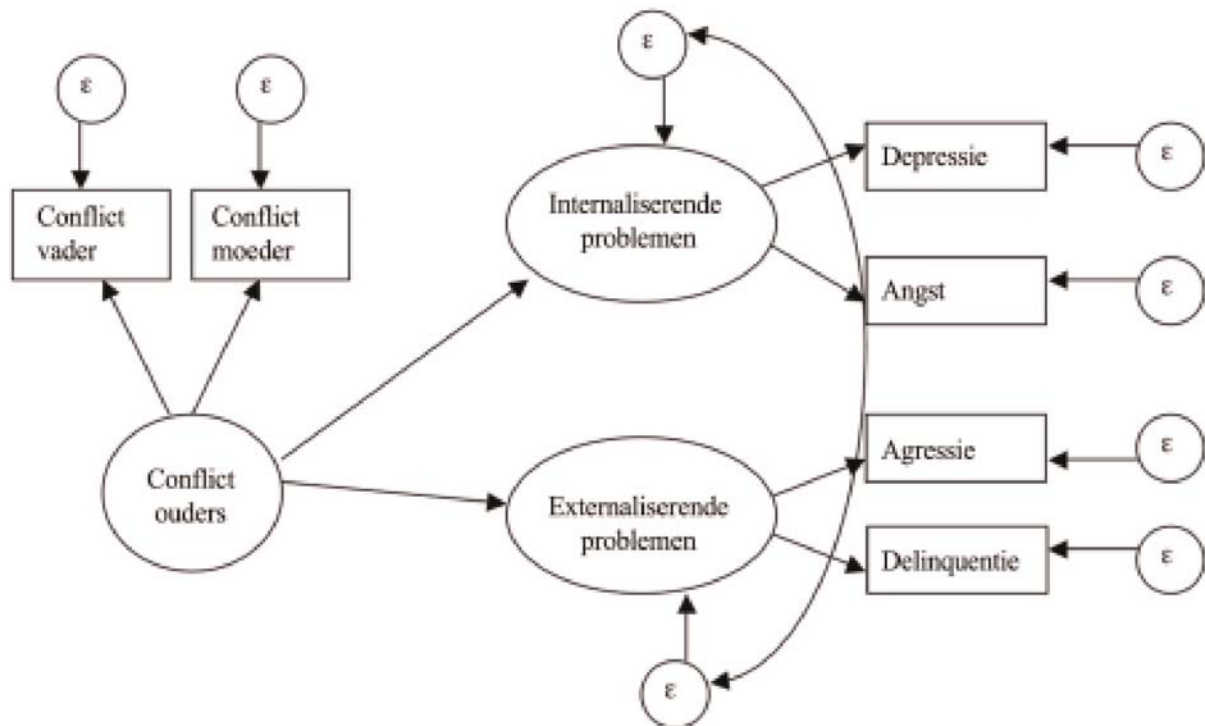 ε
ε
ε
Conflict
vader
Conflict
moeder
Internaliserende
problemen
Depressie
ε
Angst
ε
Conflict
ouders
Externaliserende
problemen
Agressie
ε
Delinquentie
ε
ε